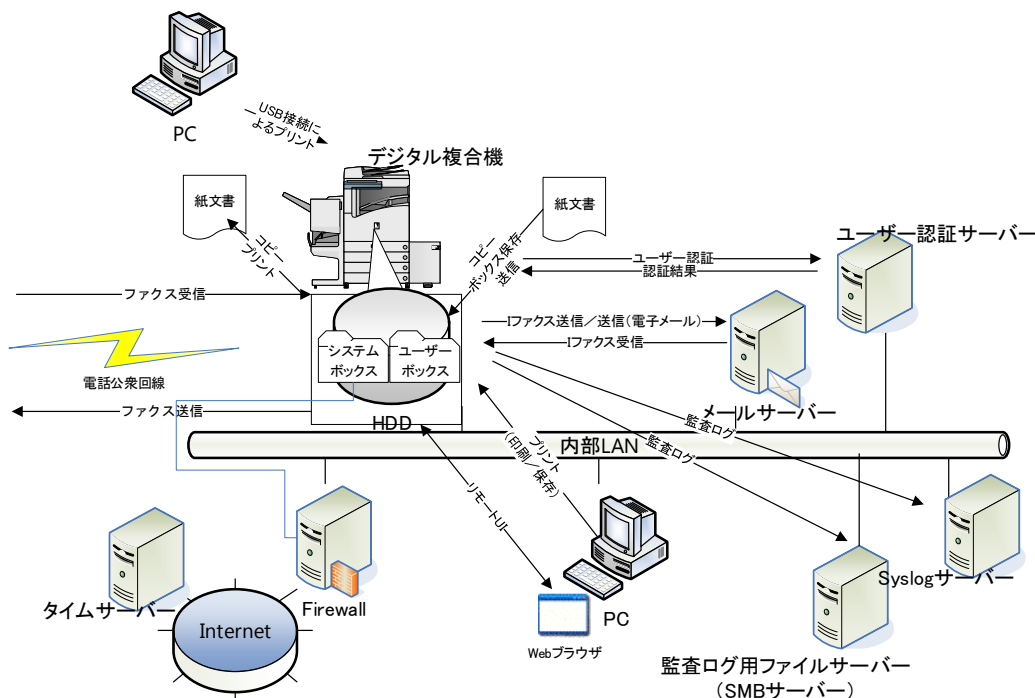 PC
USB接続に
よるプリント
デジタル複合機
紙文書
紙文書
コピー
プリント
コピー
ボックス保存
送信
ユーザー認証サーバー
ユーザー認証
認証結果
ファクス受信
Iファクス送信／送信(電子メール)
Iファクス受信
システム
ボックス
ユーザー
ボックス
電話公衆回線
ファクス送信
HDD
メールサーバー
監査ログ
監査ログ
内部LAN
プリント
(印刷／保存)
リモートUI
タイムサーバー
Firewall
Internet
PC
Webブラウザ
Syslogサーバー
監査ログ用ファイルサーバー
（SMBサーバー）